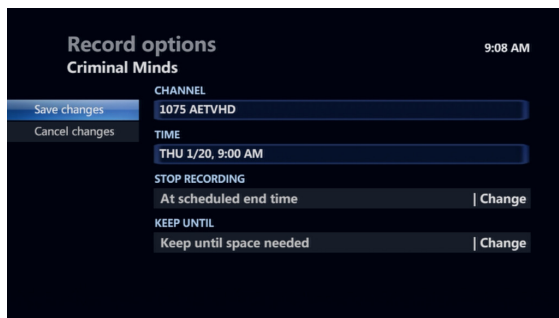 Record options
9:08 AM
Criminal Minds
CHANNEL
Save changes
1075 AETVHD
Cancel changes
TIME
THU 1/20, 9:00 AM
STOP RECORDING
At scheduled end time | Change
KEEP UNTIL
Keep until space needed | Change